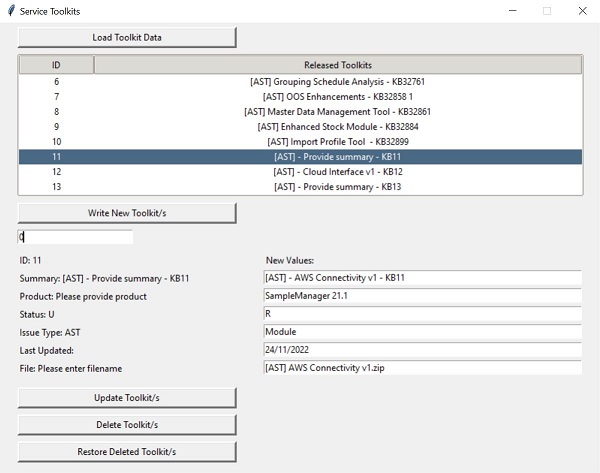 Service Toolkits
Load Toolkit Data
ID Released Toolkits
6 [AST] Grouping Schedule Analysis - KB32761
7 [AST] OOS Enhancements - KB32858 1
8 [AST] Master Data Management Tool - KB32861
9 [AST] Enhanced Stock Module - KB32884
10 [AST] Import Profile Tool - KB32899
11 [AST] - Provide summary - KB11
12 [AST] - Cloud Interface v1 - KB12
13 [AST] - Provide summary - KB13
Write New Toolkit/s
0
ID: 11 New Values:
Summary: [AST] - Provide summary - KB11 [AST] - AWS Connectivity v1 - KB11
Product: Please provide product SampleManager 21.1
Status: U R
Issue Type: AST Module
Last Updated: 24/11/2022
File: Please enter filename [AST] AWS Connectivity v1.zip
Update Toolkit/s
Delete Toolkit/s
Restore Deleted Toolkit/s